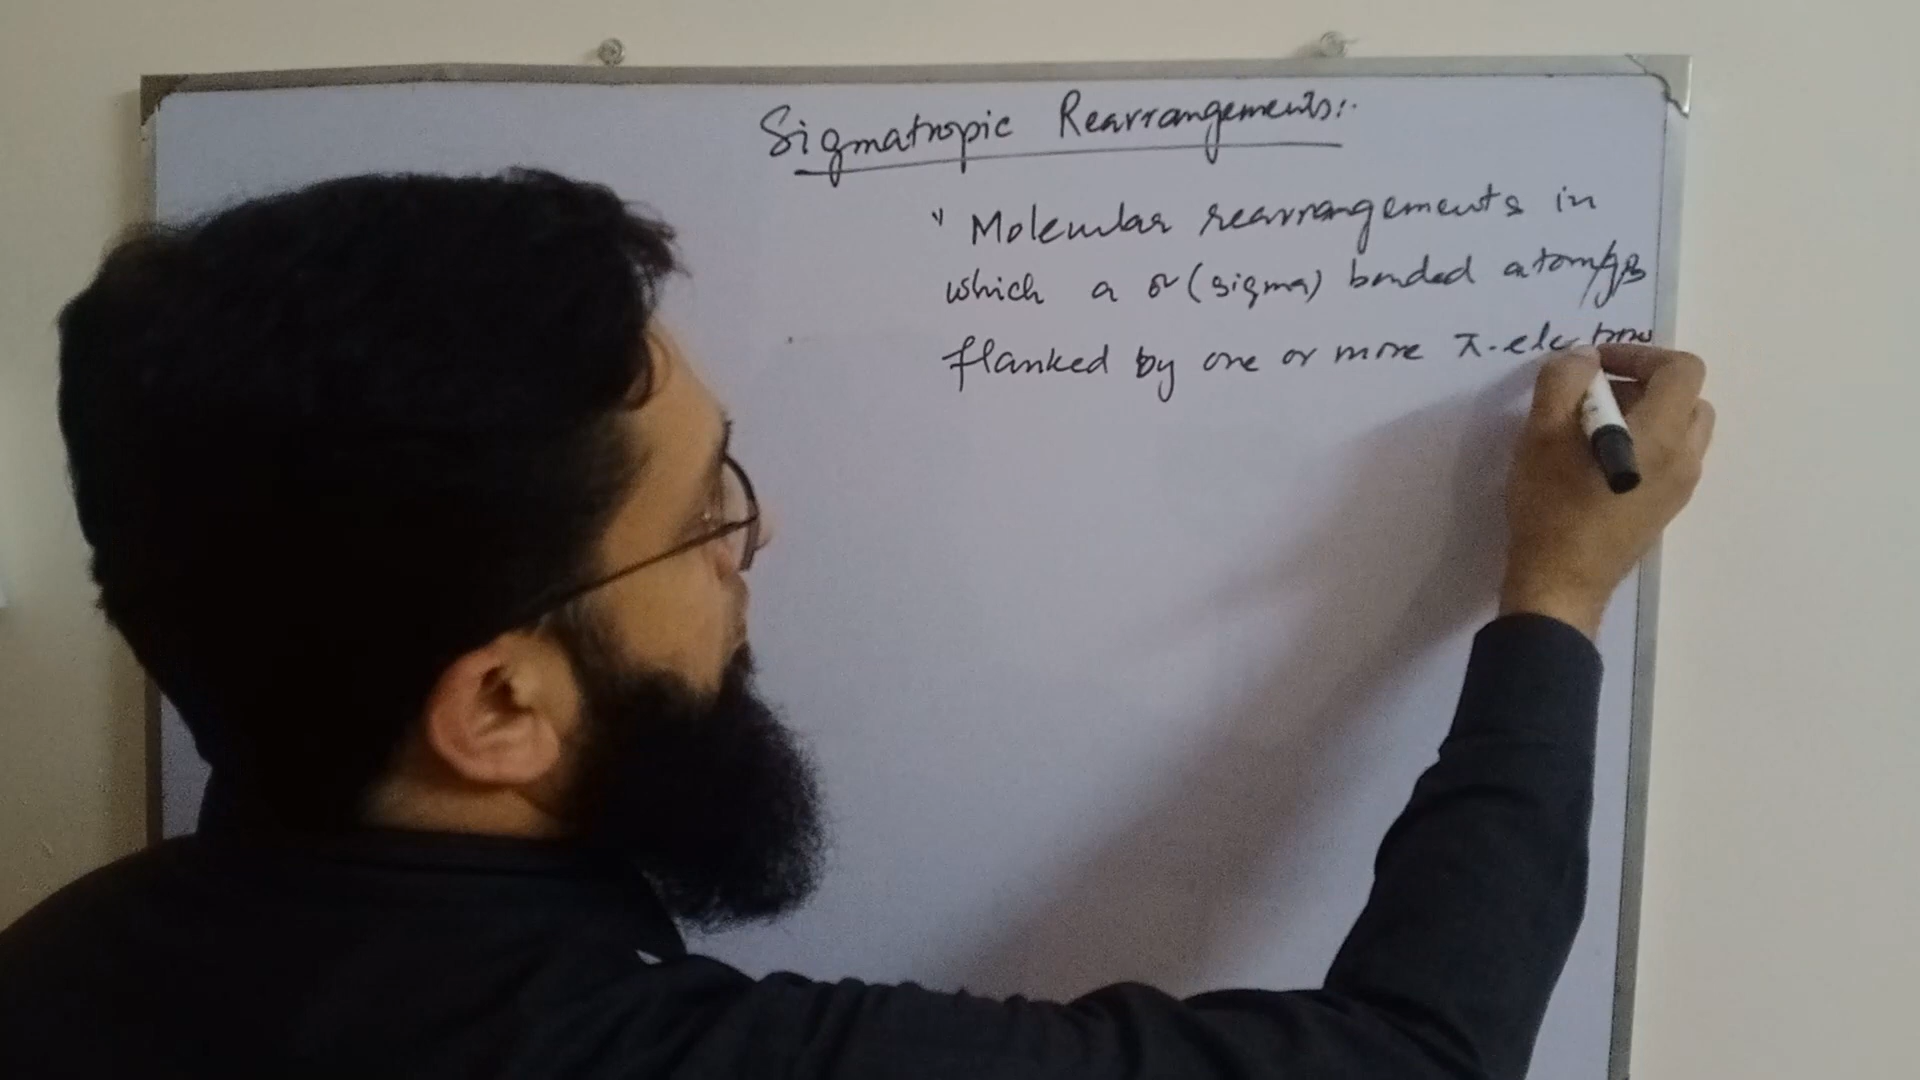 Sigmatropic Rearrangements:-
" Molecular rearrangements in
which a σ (sigma) bonded atom/gp
flanked by one or more π-electron